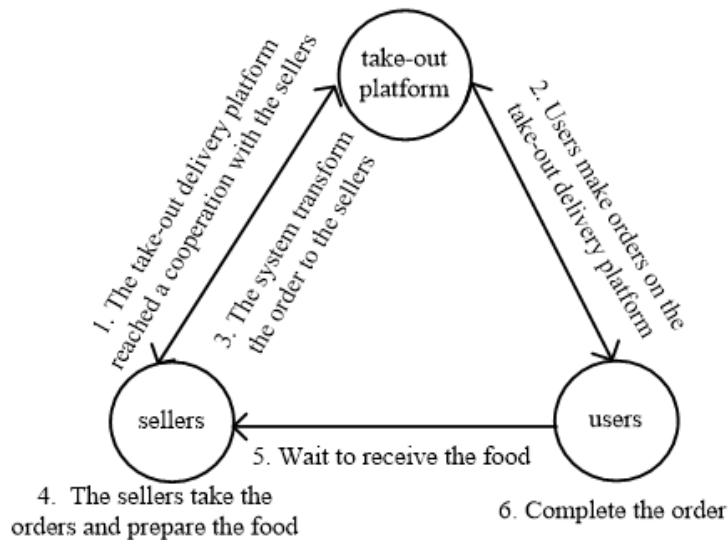 take-out
platform
1. The take-out delivery platform
reached a cooperation with the sellers
2. Users make orders on the
take-out delivery platform
3. The system transform
the order to the sellers
sellers
users
5. Wait to receive the food
4. The sellers take the
orders and prepare the food
6. Complete the order